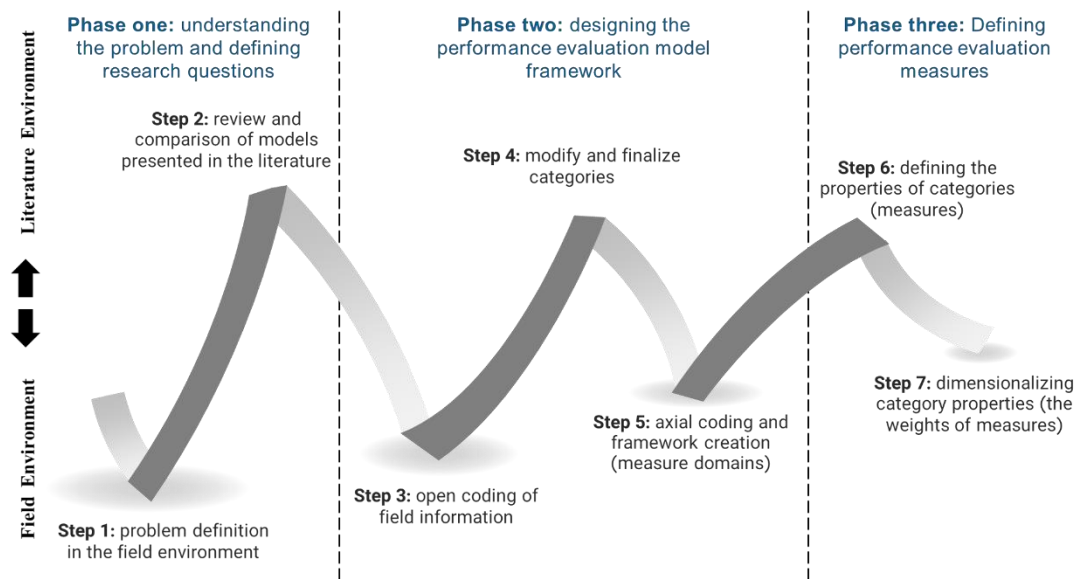 Phase one: understanding
the problem and defining
research questions
Phase two: designing the
performance evaluation model
framework
Phase three: Defining
performance evaluation
measures
Literature Environment
Field Environment
Step 2: review and
comparison of models
presented in the literature
Step 4: modify and finalize
categories
Step 6: defining the
properties of categories
(measures)
Step 1: problem definition
in the field environment
Step 3: open coding of
field information
Step 5: axial coding and
framework creation
(measure domains)
Step 7: dimensionalizing
category properties (the
weights of measures)